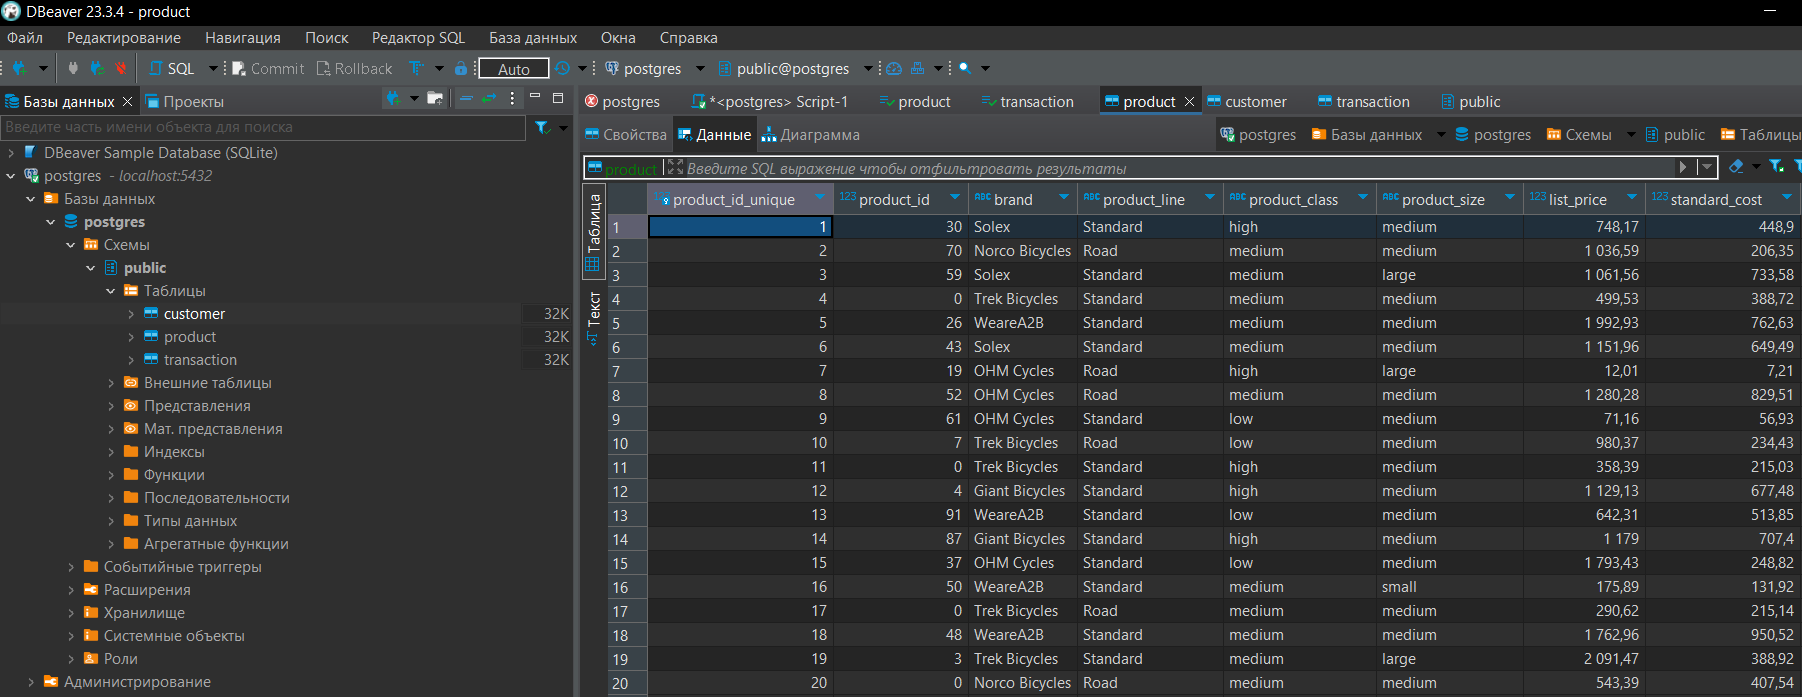 DBeaver 23.3.4 - product
Файл Редактирование Навигация Поиск Редактор SQL База данных Окна Справка
SQL Commit Rollback Auto postgres public@postgres
Базы данных Проекты
Введите часть имени объекта для поиска
DBeaver Sample Database (SQLite)
postgres - localhost:5432
Базы данных
postgres
Схемы
public
Таблицы
customer 32K
product 32K
transaction 32K
Внешние таблицы
Представления
Мат. представления
Индексы
Функции
Последовательности
Типы данных
Агрегатные функции
Событийные триггеры
Расширения
Хранилище
Системные объекты
Роли
Администрирование
postgres *<postgres> Script-1 product transaction product customer transaction public
Свойства Данные Диаграмма postgres Базы данных postgres Схемы public Таблицы
product Введите SQL выражение чтобы отфильтровать результаты
Таблица
Текст
123 product_id_unique 123 product_id ABC brand ABC product_line ABC product_class ABC product_size 123 list_price 123 standard_cost
1 1 30 Solex Standard high medium 748,17 448,9
2 2 70 Norco Bicycles Road medium medium 1 036,59 206,35
3 3 59 Solex Standard medium large 1 061,56 733,58
4 4 0 Trek Bicycles Standard medium medium 499,53 388,72
5 5 26 WeareA2B Standard medium medium 1 992,93 762,63
6 6 43 Solex Standard medium medium 1 151,96 649,49
7 7 19 OHM Cycles Road high large 12,01 7,21
8 8 52 OHM Cycles Road medium medium 1 280,28 829,51
9 9 61 OHM Cycles Standard low medium 71,16 56,93
10 10 7 Trek Bicycles Road low medium 980,37 234,43
11 11 0 Trek Bicycles Standard high medium 358,39 215,03
12 12 4 Giant Bicycles Standard high medium 1 129,13 677,48
13 13 91 WeareA2B Standard low medium 642,31 513,85
14 14 87 Giant Bicycles Standard high medium 1 179 707,4
15 15 37 OHM Cycles Standard low medium 1 793,43 248,82
16 16 50 WeareA2B Standard medium small 175,89 131,92
17 17 0 Trek Bicycles Road medium medium 290,62 215,14
18 18 48 WeareA2B Standard medium medium 1 762,96 950,52
19 19 3 Trek Bicycles Standard medium large 2 091,47 388,92
20 20 0 Norco Bicycles Road medium medium 543,39 407,54